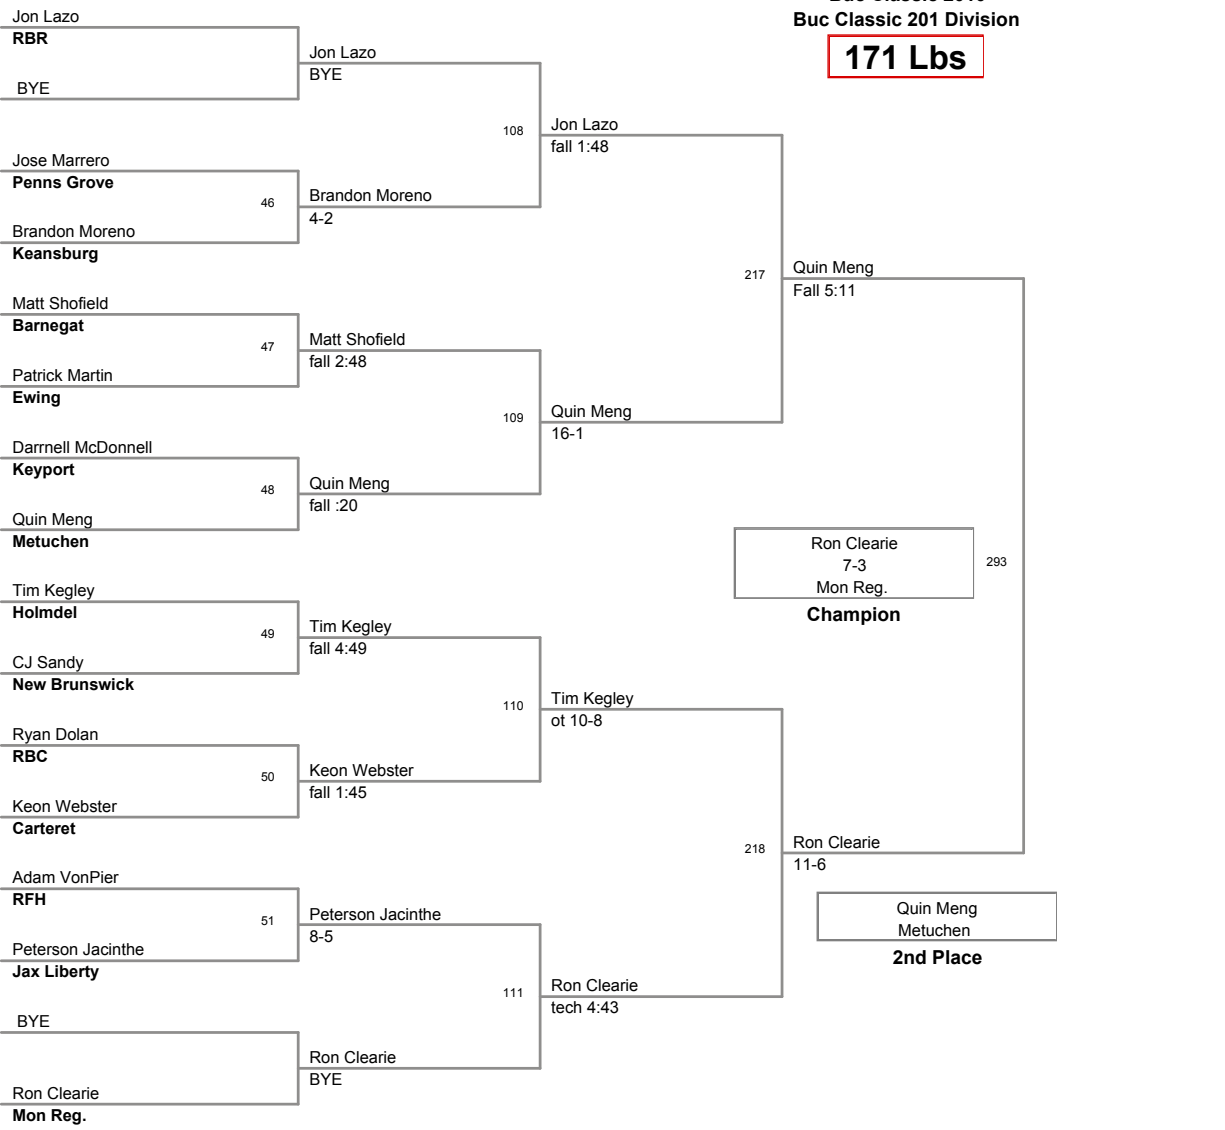 Buc Classic 201 Division
171 Lbs
Jon Lazo
RBR
BYE
Jose Marrero
Penns Grove
46
Brandon Moreno
Keansburg
Matt Shofield
Barnegat
47
Patrick Martin
Ewing
Darrnell McDonnell
Keyport
48
Quin Meng
Metuchen
Tim Kegley
Holmdel
49
CJ Sandy
New Brunswick
Ryan Dolan
RBC
50
Keon Webster
Carteret
Adam VonPier
RFH
51
Peterson Jacinthe
Jax Liberty
BYE
Ron Clearie
Mon Reg.
Jon Lazo
BYE
108
Brandon Moreno
4-2
Matt Shofield
fall 2:48
109
Quin Meng
fall :20
Tim Kegley
fall 4:49
110
Keon Webster
fall 1:45
Peterson Jacinthe
8-5
111
Ron Clearie
BYE
Jon Lazo
fall 1:48
217
Quin Meng
16-1
Tim Kegley
ot 10-8
218
Ron Clearie
tech 4:43
Quin Meng
Fall 5:11
293
Ron Clearie
11-6
Ron Clearie
7-3
Mon Reg.
Champion
Quin Meng
Metuchen
2nd Place